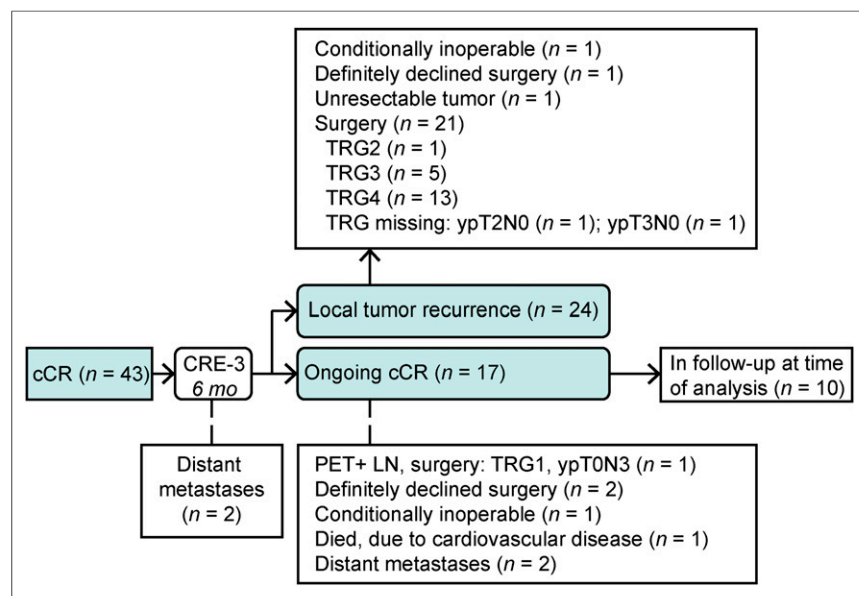 Conditionally inoperable (n = 1)
Definitely declined surgery (n = 1)
Unresectable tumor (n = 1)
Surgery (n = 21)
TRG2 (n = 1)
TRG3 (n = 5)
TRG4 (n = 13)
TRG missing: ypT2N0 (n = 1); ypT3N0 (n = 1)
Local tumor recurrence (n = 24)
cCR (n = 43)
CRE-3
6 mo
Ongoing cCR (n = 17)
In follow-up at time
of analysis (n = 10)
Distant
metastases
(n = 2)
PET+ LN, surgery: TRG1, ypT0N3 (n = 1)
Definitely declined surgery (n = 2)
Conditionally inoperable (n = 1)
Died, due to cardiovascular disease (n = 1)
Distant metastases (n = 2)